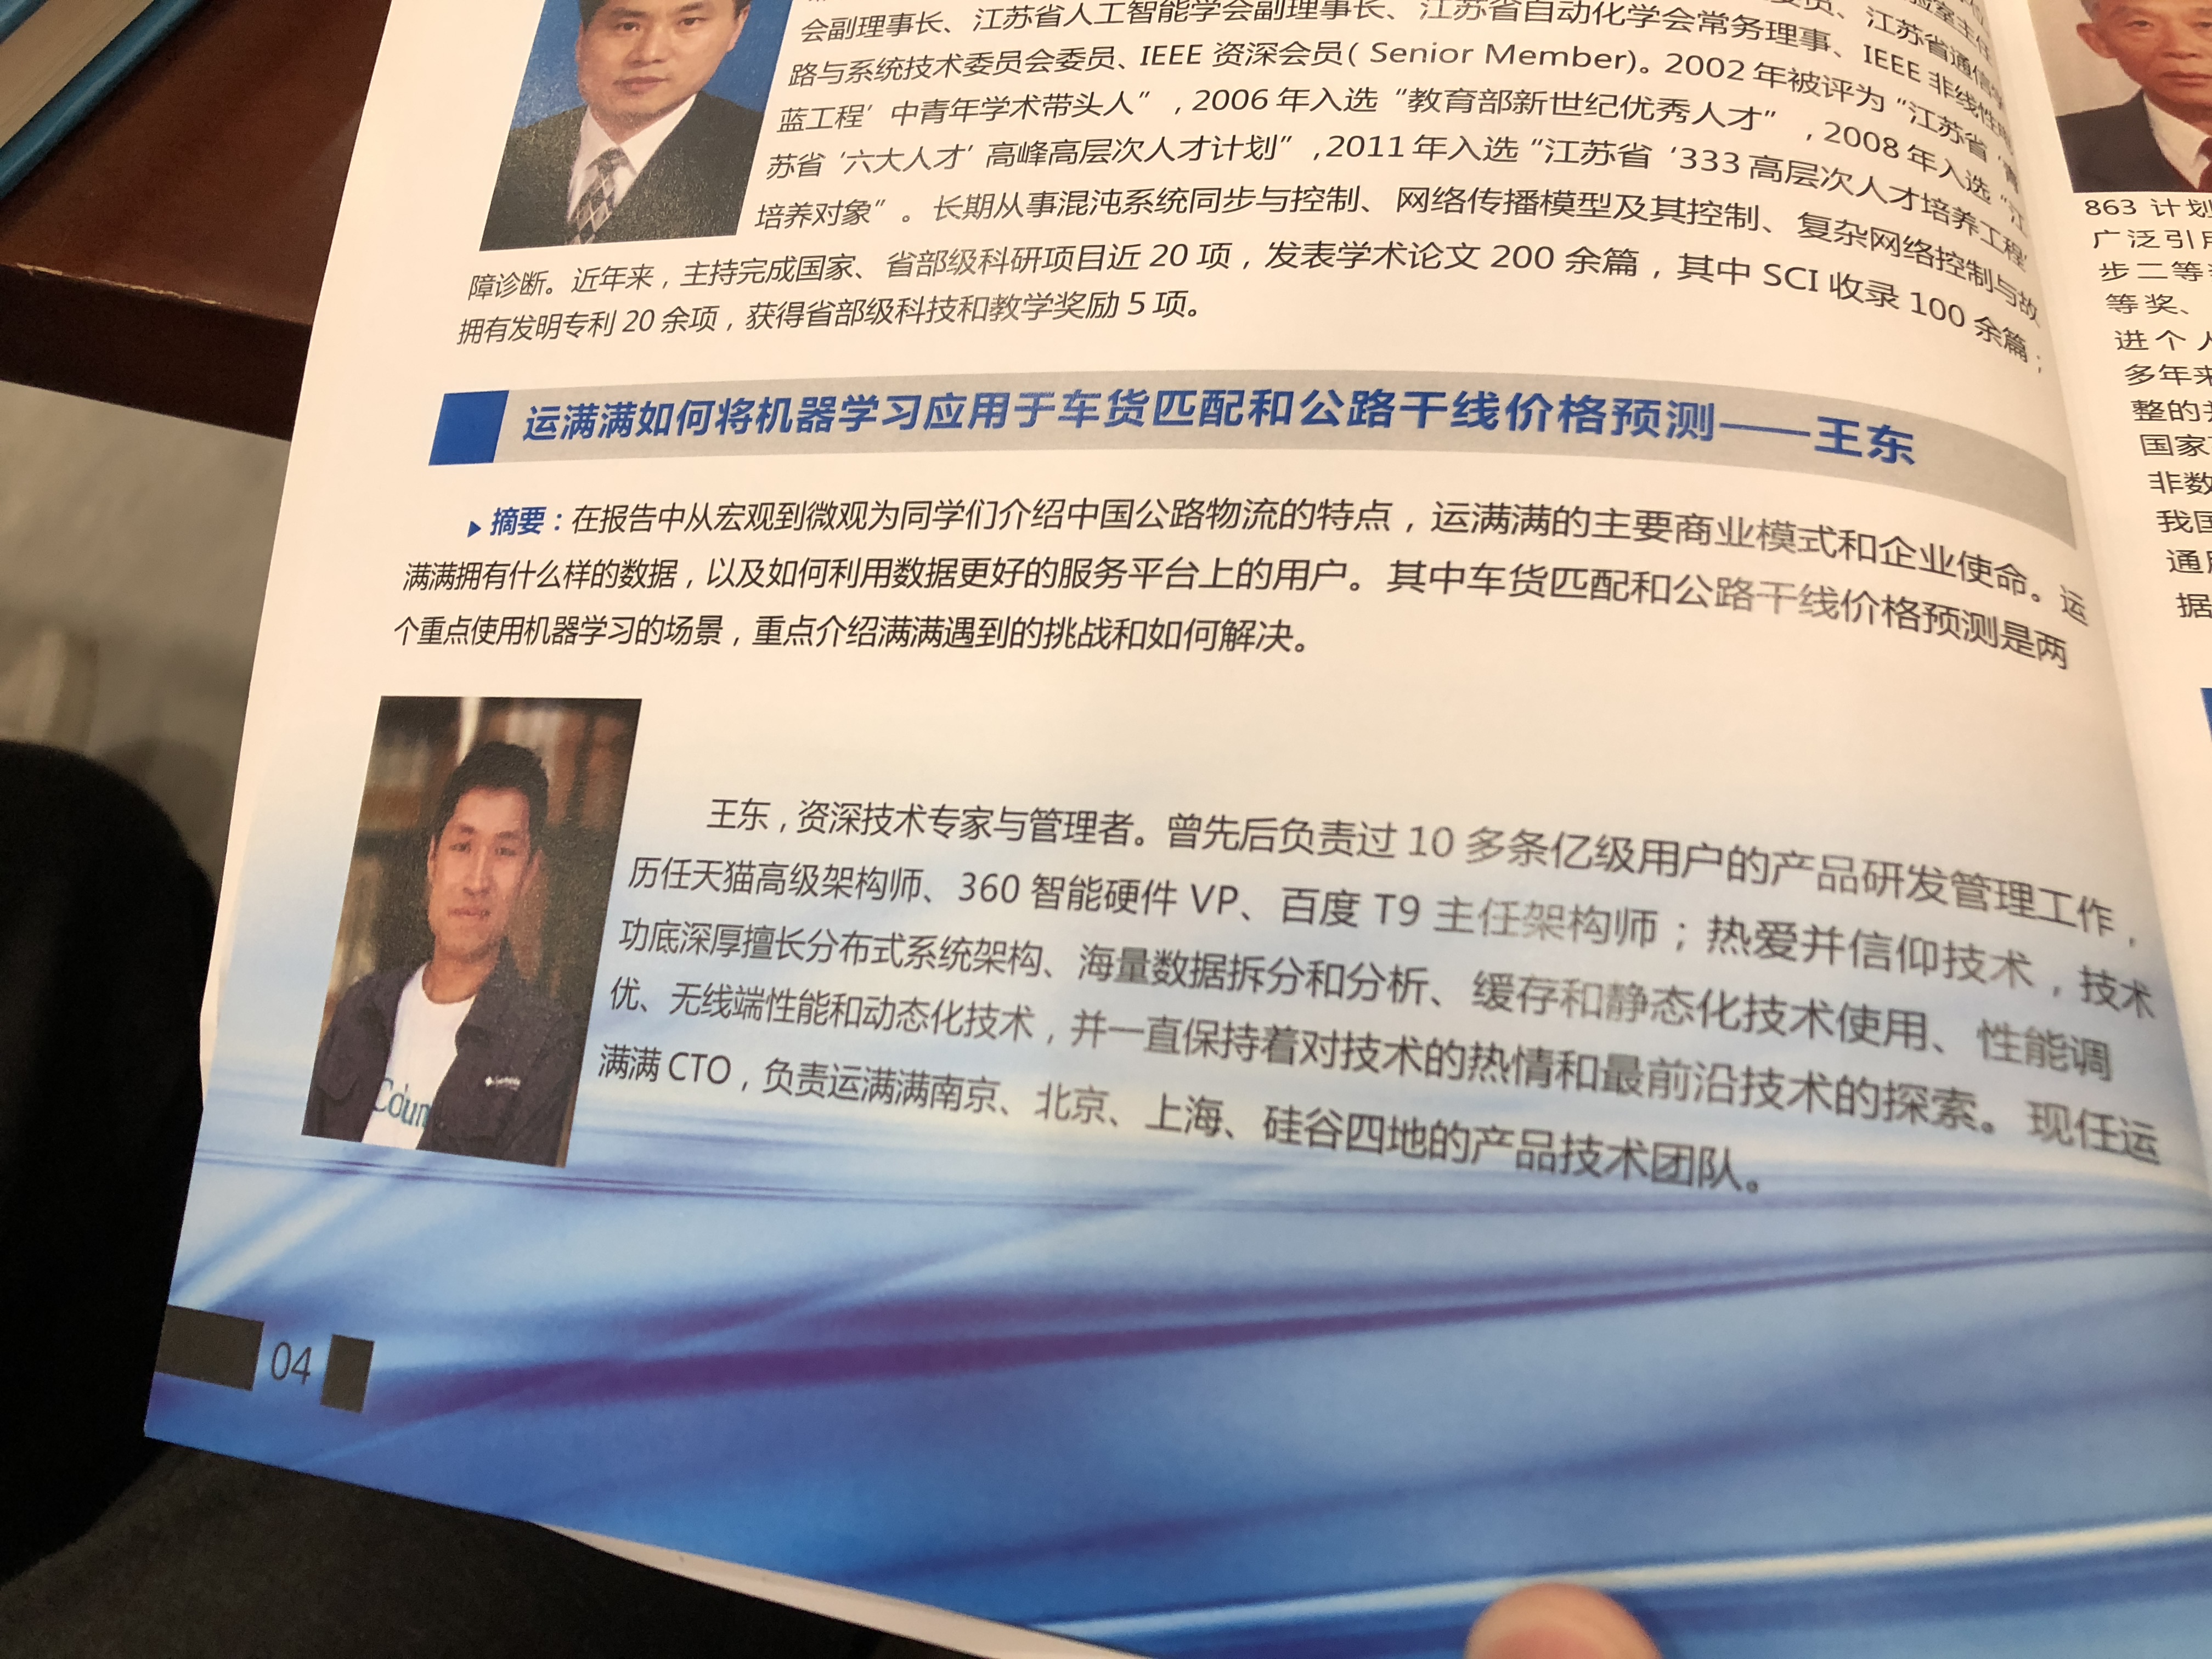 会副理事长、江苏省人工智能学会副理事长、江苏省自动化学会常务理事、IEEE 非线性电
路与系统技术委员会委员、IEEE 资深会员( Senior Member)。2002 年被评为“江苏省‘青
蓝工程’中青年学术带头人”,2006 年入选“教育部新世纪优秀人才”,2008 年入选“江
苏省‘六大人才’高峰高层次人才计划”,2011 年入选“江苏省‘333 高层次人才培养工程’
培养对象”。长期从事混沌系统同步与控制、网络传播模型及其控制、复杂网络控制与故
障诊断。近年来,主持完成国家、省部级科研项目近 20 项,发表学术论文 200 余篇,其中 SCI 收录 100 余篇;
拥有发明专利 20 余项,获得省部级科技和教学奖励 5 项。
运满满如何将机器学习应用于车货匹配和公路干线价格预测——王东
摘要:在报告中从宏观到微观为同学们介绍中国公路物流的特点,运满满的主要商业模式和企业使命。运
满满拥有什么样的数据,以及如何利用数据更好的服务平台上的用户。其中车货匹配和公路干线价格预测是两
个重点使用机器学习的场景,重点介绍满满遇到的挑战和如何解决。
王东,资深技术专家与管理者。曾先后负责过 10 多条亿级用户的产品研发管理工作,
历任天猫高级架构师、360 智能硬件 VP、百度 T9 主任架构师;热爱并信仰技术,技术
功底深厚擅长分布式系统架构、海量数据拆分和分析、缓存和静态化技术使用、性能调
优、无线端性能和动态化技术,并一直保持着对技术的热情和最前沿技术的探索。现任运
满满 CTO,负责运满满南京、北京、上海、硅谷四地的产品技术团队。
Colum
04
863 计划
广泛引用
步二等
等奖、
进个人
多年来
整的
国家
非数
我国
通用
据